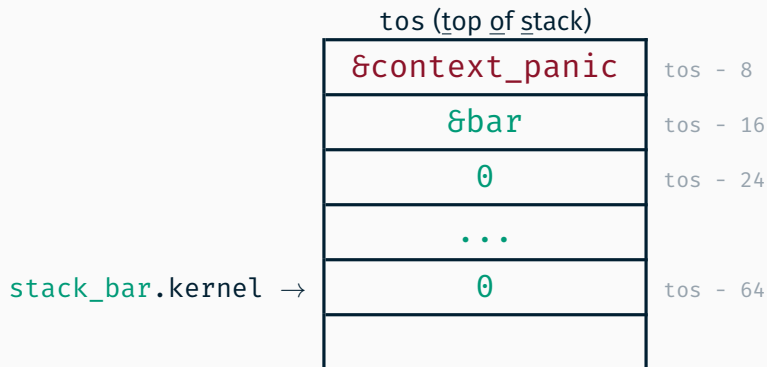 tos (top of stack)
&context_panic tos - 8
&bar tos - 16
0 tos - 24
...
stack_bar.kernel → 0 tos - 64